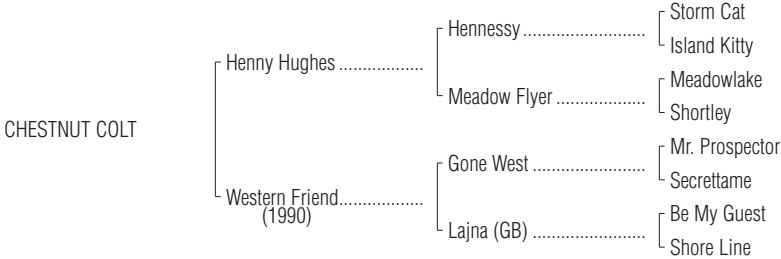 Storm Cat
Hennessy ..........................
Island Kitty
Henny Hughes ..................
Meadowlake
Meadow Flyer ...................
Shortley
CHESTNUT COLT
Mr. Prospector
Gone West ........................
Secrettame
Western Friend..................
(1990)
Be My Guest
Lajna (GB) ........................
Shore Line